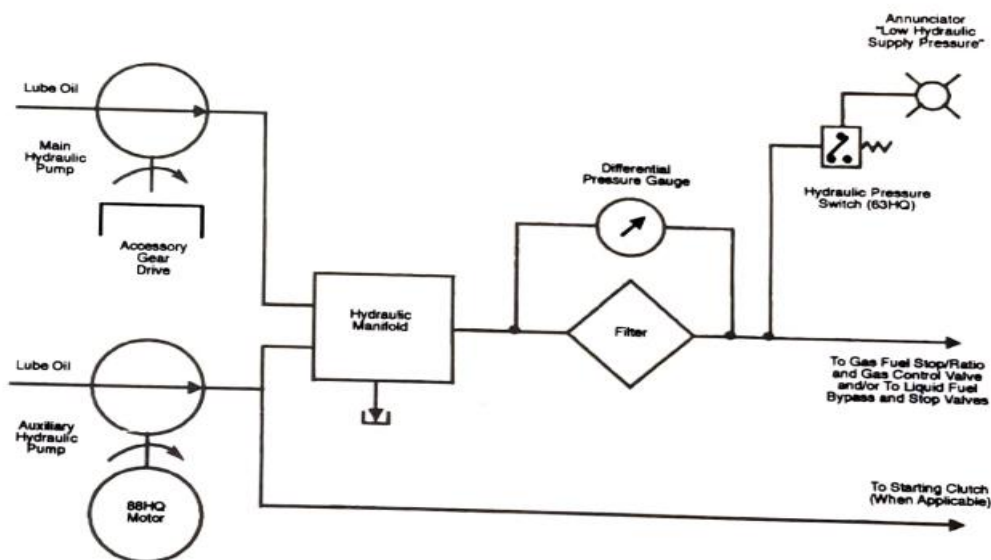 Annunciator
"Low Hydraulic
Supply Pressure"
Lube Oil
Main
Hydraulic
Pump
Differential
Pressure Gauge
Hydraulic Pressure
Switch (63HQ)
Accessory
Gear
Drive
Hydraulic
Manifold
Filter
Lube Oil
To Gas Fuel Stop/Ratio
and Gas Control Valve
and/or To Liquid Fuel
Bypass and Stop Valves
Auxiliary
Hydraulic
Pump
88HQ
Motor
To Starting Clutch
(When Applicable)